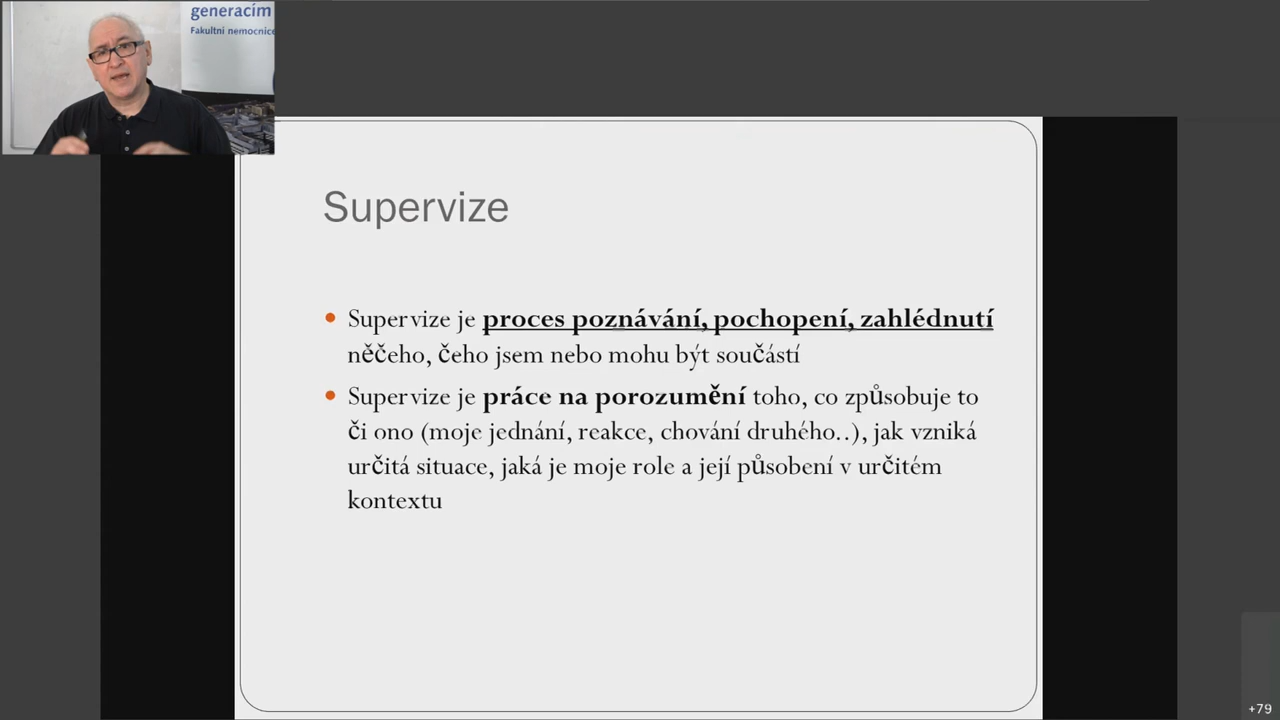 generacím
Fakultní nemocnice
Supervize
Supervize je proces poznávání, pochopení, zahlédnutí
něčeho, čeho jsem nebo mohu být součástí
Supervize je práce na porozumění toho, co způsobuje to
či ono (moje jednání, reakce, chování druhého..), jak vzniká
určitá situace, jaká je moje role a její působení v určitém
kontextu
+79